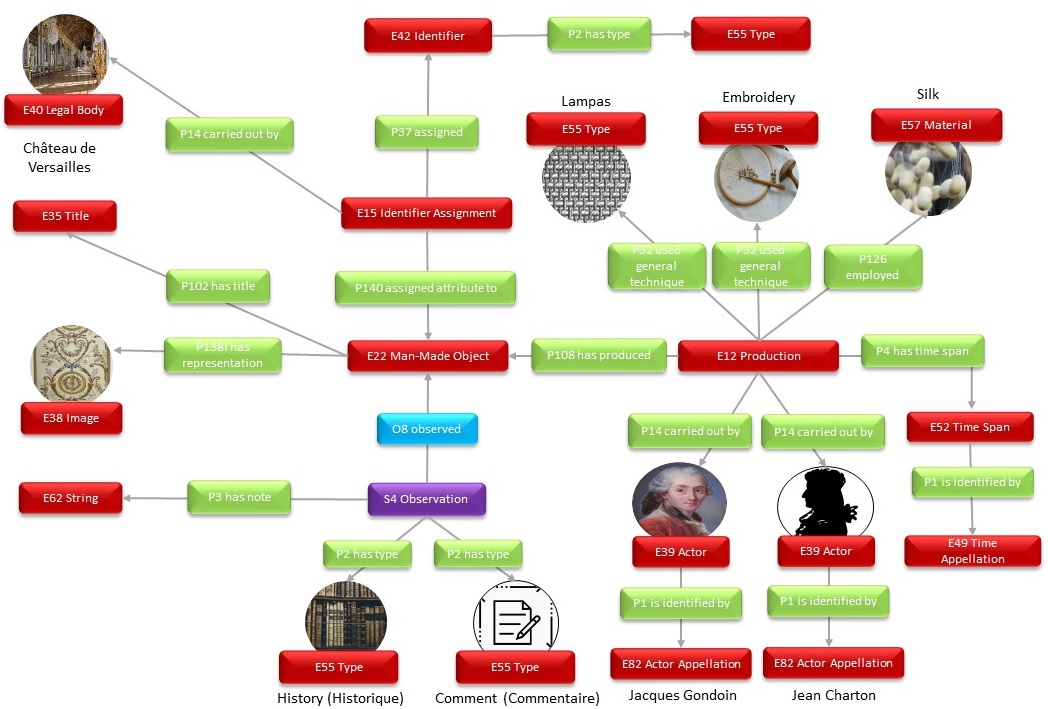 E42 Identifier
P2 has type
E55 Type
E40 Legal Body
Château de
Versailles
P14 carried out by
P37 assigned
Lampas
E55 Type
Embroidery
E55 Type
Silk
E57 Material
E35 Title
E15 Identifier Assignment
P102 has title
P140 assigned attribute to
P32 used
general
technique
P32 used
general
technique
P126
employed
P138i has
representation
E22 Man-Made Object
P108 has produced
E12 Production
P4 has time span
E38 Image
O8 observed
P14 carried out by
P14 carried out by
E52 Time Span
E62 String
P3 has note
S4 Observation
P1 is identified by
P2 has type
P2 has type
E39 Actor
E39 Actor
E49 Time
Appellation
P1 is identified by
P1 is identified by
E55 Type
E55 Type
E82 Actor Appellation
E82 Actor Appellation
History (Historique)
Comment (Commentaire)
Jacques Gondoin
Jean Charton